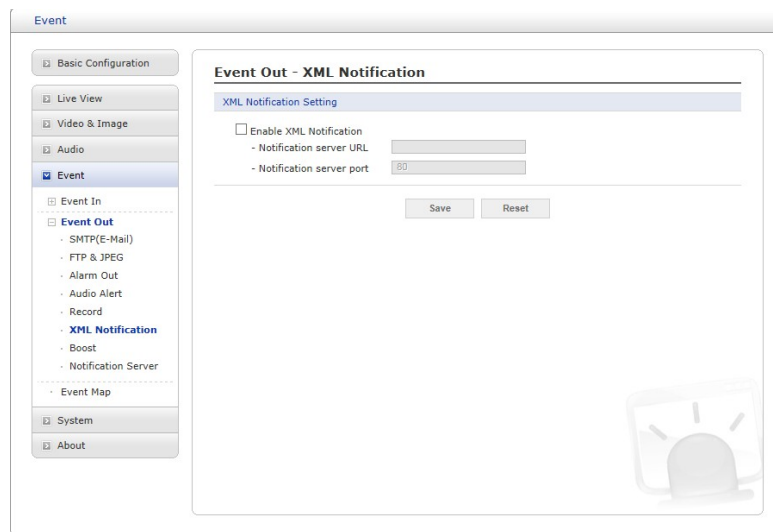 Event
Basic Configuration
Live View
Video & Image
Audio
Event
Event In
Event Out
SMTP(E-Mail)
FTP & JPEG
Alarm Out
Audio Alert
Record
XML Notification
Boost
Notification Server
Event Map
System
About
Event Out - XML Notification
XML Notification Setting
Enable XML Notification
- Notification server URL
- Notification server port 80
Save Reset